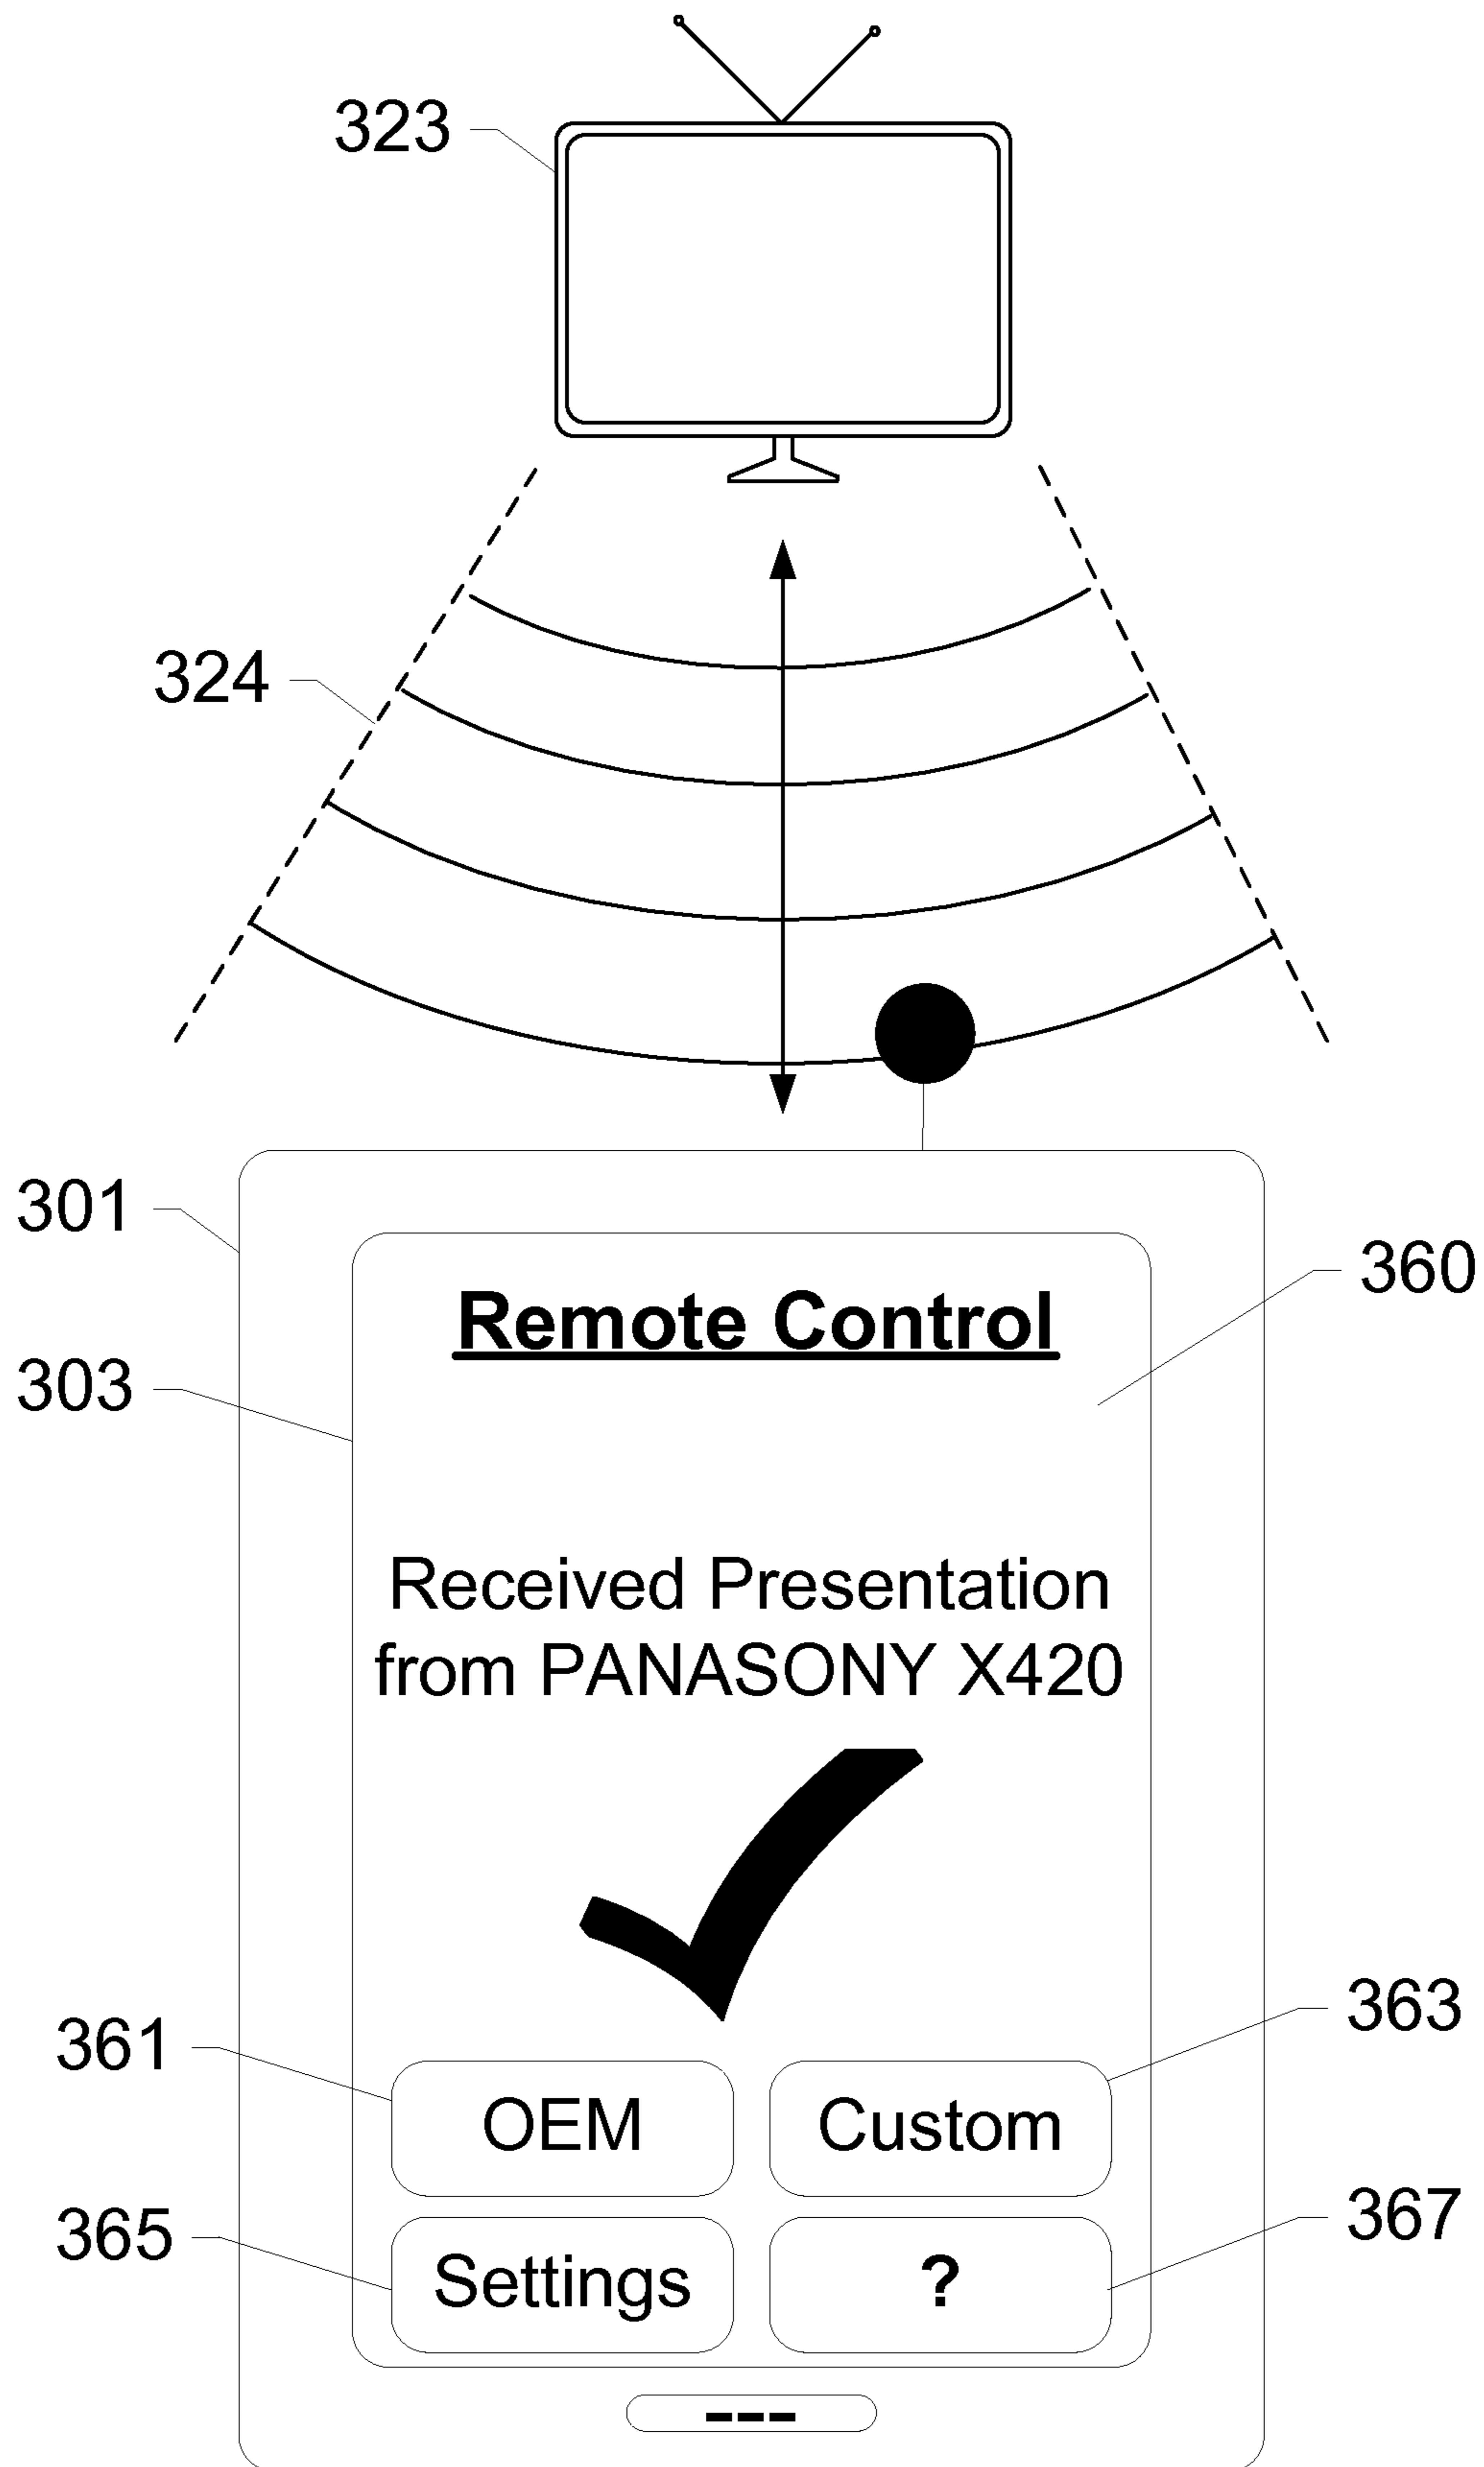 323
324
301
360
Remote Control
303
Received Presentation
from PANASONY X420
363
361
OEM
Custom
365
367
Settings
?
---